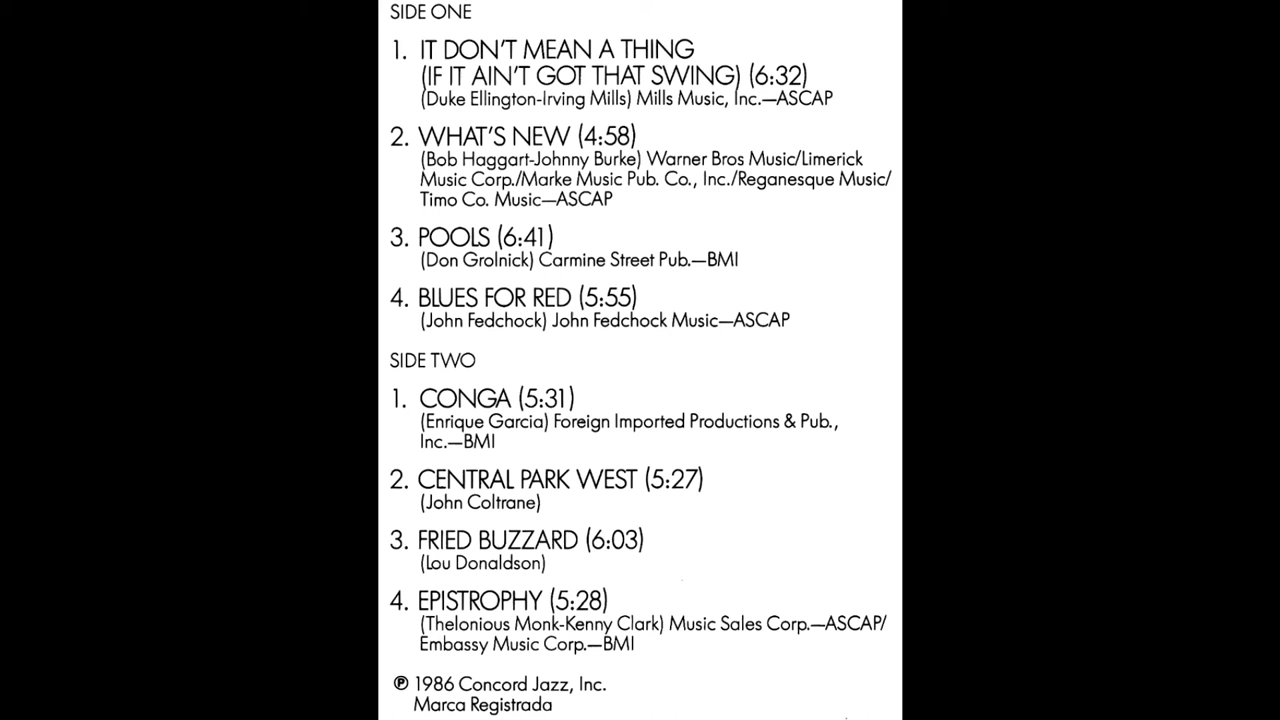 SIDE ONE
1. IT DON'T MEAN A THING
(IF IT AIN'T GOT THAT SWING) (6:32)
(Duke Ellington-Irving Mills) Mills Music, Inc.—ASCAP
2. WHAT'S NEW (4:58)
(Bob Haggart-Johnny Burke) Warner Bros Music/Limerick
Music Corp./Marke Music Pub. Co., Inc./Reganesque Music/
Timo Co. Music—ASCAP
3. POOLS (6:41)
(Don Grolnick) Carmine Street Pub.—BMI
4. BLUES FOR RED (5:55)
(John Fedchock) John Fedchock Music—ASCAP
SIDE TWO
1. CONGA (5:31)
(Enrique Garcia) Foreign Imported Productions & Pub.,
Inc.—BMI
2. CENTRAL PARK WEST (5:27)
(John Coltrane)
3. FRIED BUZZARD (6:03)
(Lou Donaldson)
4. EPISTROPHY (5:28)
(Thelonious Monk-Kenny Clark) Music Sales Corp.—ASCAP/
Embassy Music Corp.—BMI
℗ 1986 Concord Jazz, Inc.
Marca Registrada